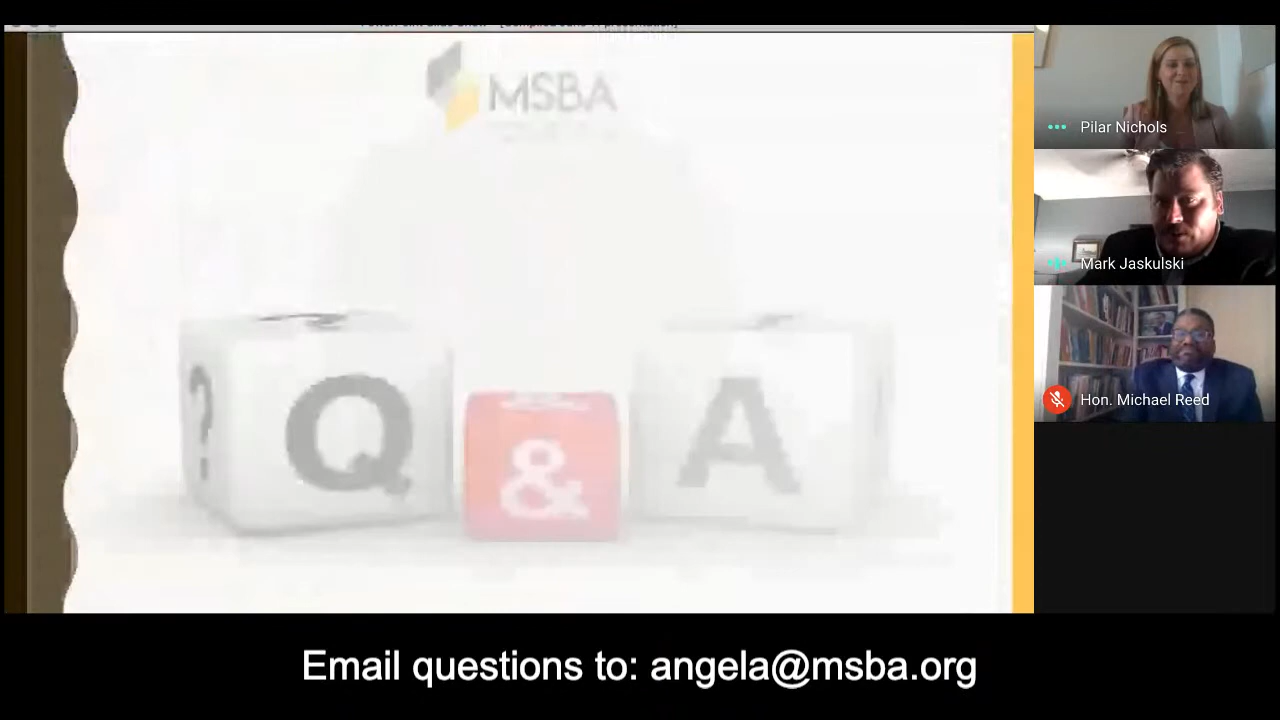 MSBA
Pilar Nichols
Mark Jaskulski
? Q & A
Hon. Michael Reed
Email questions to: angela@msba.org